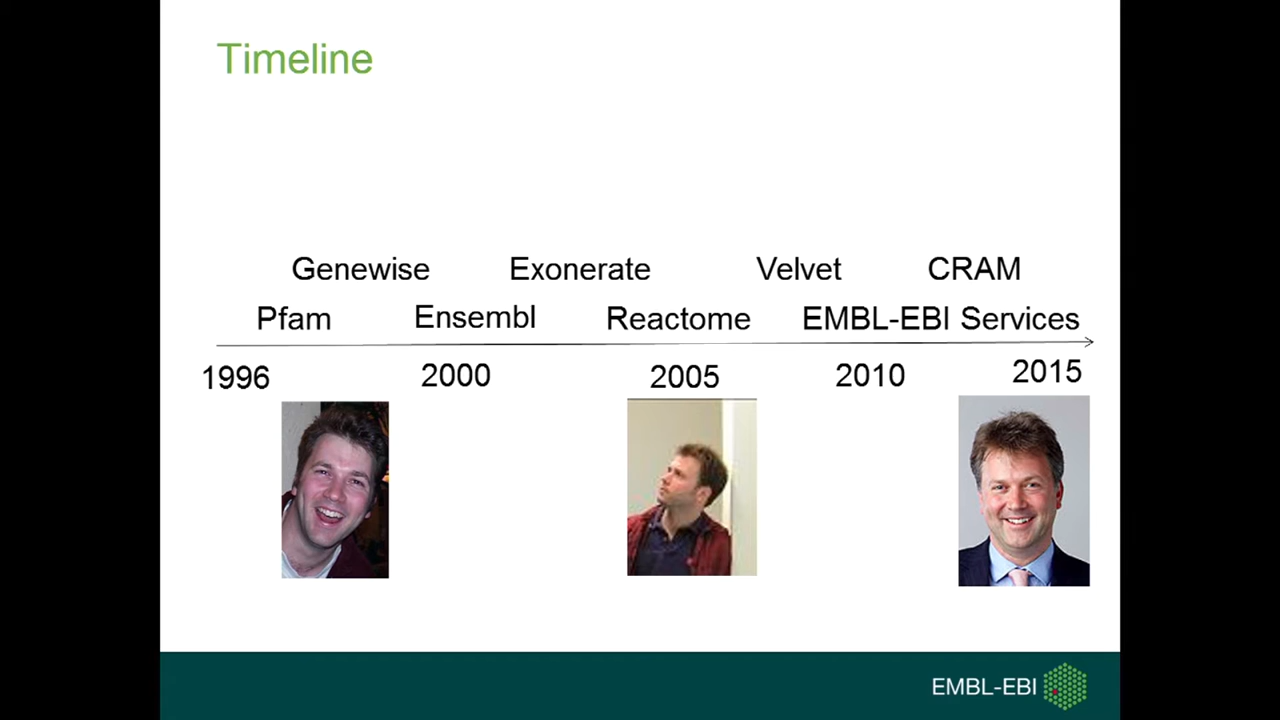 Timeline
Genewise Exonerate Velvet CRAM
Pfam Ensembl Reactome EMBL-EBI Services
1996 2000 2005 2010 2015
EMBL-EBI